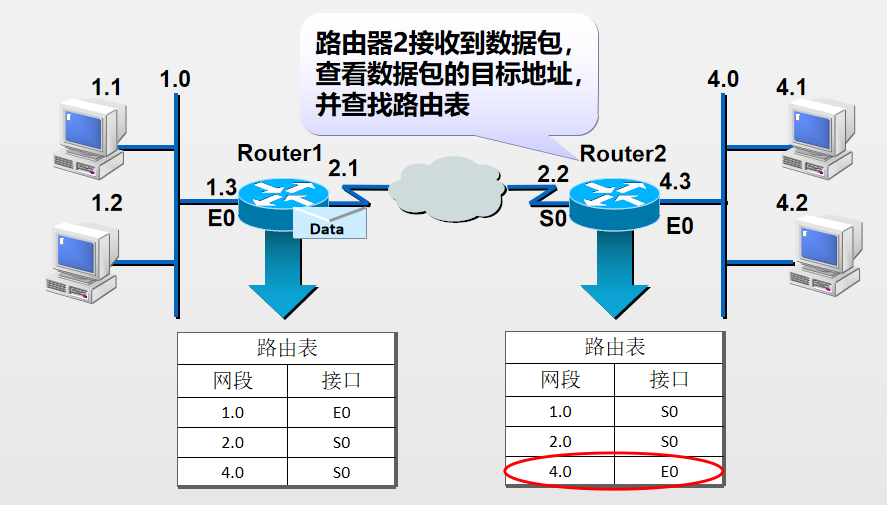 路由器2接收到数据包，
查看数据包的目标地址，
并查找路由表
1.1
1.0
4.0
4.1
Router1
2.1
2.2
Router2
1.2
1.3
E0
Data
S0
4.3
E0
4.2
路由表
网段 接口
1.0 E0
2.0 S0
4.0 S0
路由表
网段 接口
1.0 S0
2.0 S0
4.0 E0